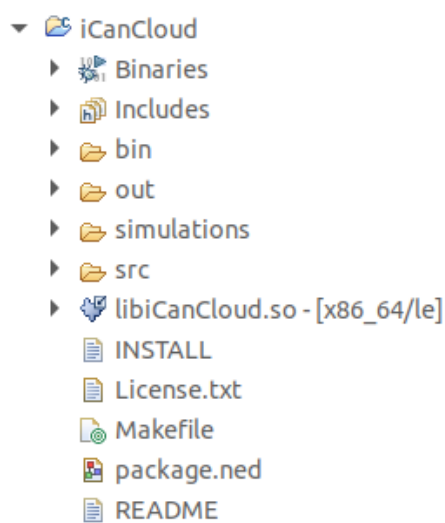 iCanCloud
Binaries
Includes
bin
out
simulations
src
libiCanCloud.so - [x86_64/le]
INSTALL
License.txt
Makefile
package.ned
README